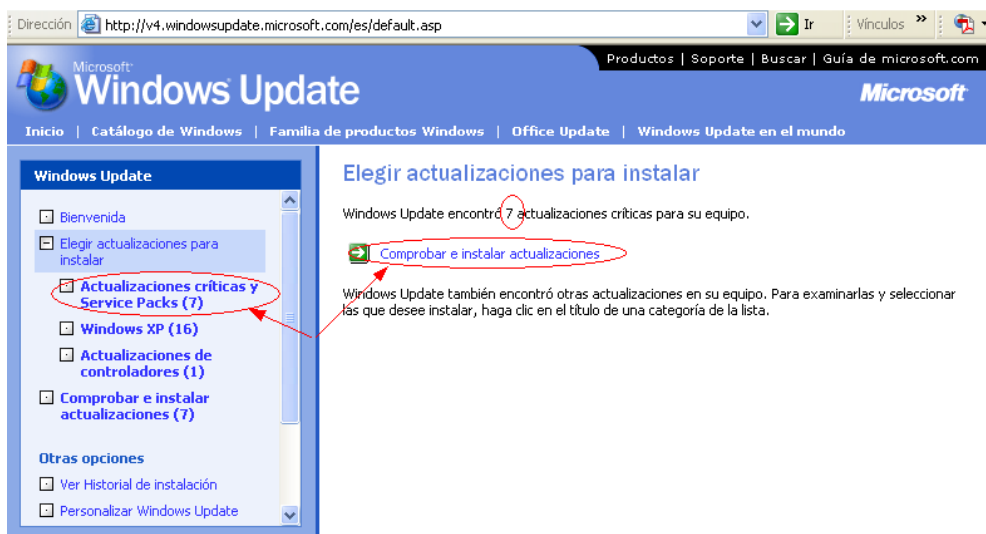 Dirección http://v4.windowsupdate.microsoft.com/es/default.asp Ir Vínculos »
Productos | Soporte | Buscar | Guía de microsoft.com
Microsoft
Windows Update
Microsoft
Inicio | Catálogo de Windows | Familia de productos Windows | Office Update | Windows Update en el mundo
Windows Update
Bienvenida
Elegir actualizaciones para
instalar
Actualizaciones críticas y
Service Packs (7)
Windows XP (16)
Actualizaciones de
controladores (1)
Comprobar e instalar
actualizaciones (7)
Otras opciones
Ver Historial de instalación
Personalizar Windows Update
Elegir actualizaciones para instalar
Windows Update encontró 7 actualizaciones críticas para su equipo.
Comprobar e instalar actualizaciones
Windows Update también encontró otras actualizaciones en su equipo. Para examinarlas y seleccionar
las que desee instalar, haga clic en el título de una categoría de la lista.